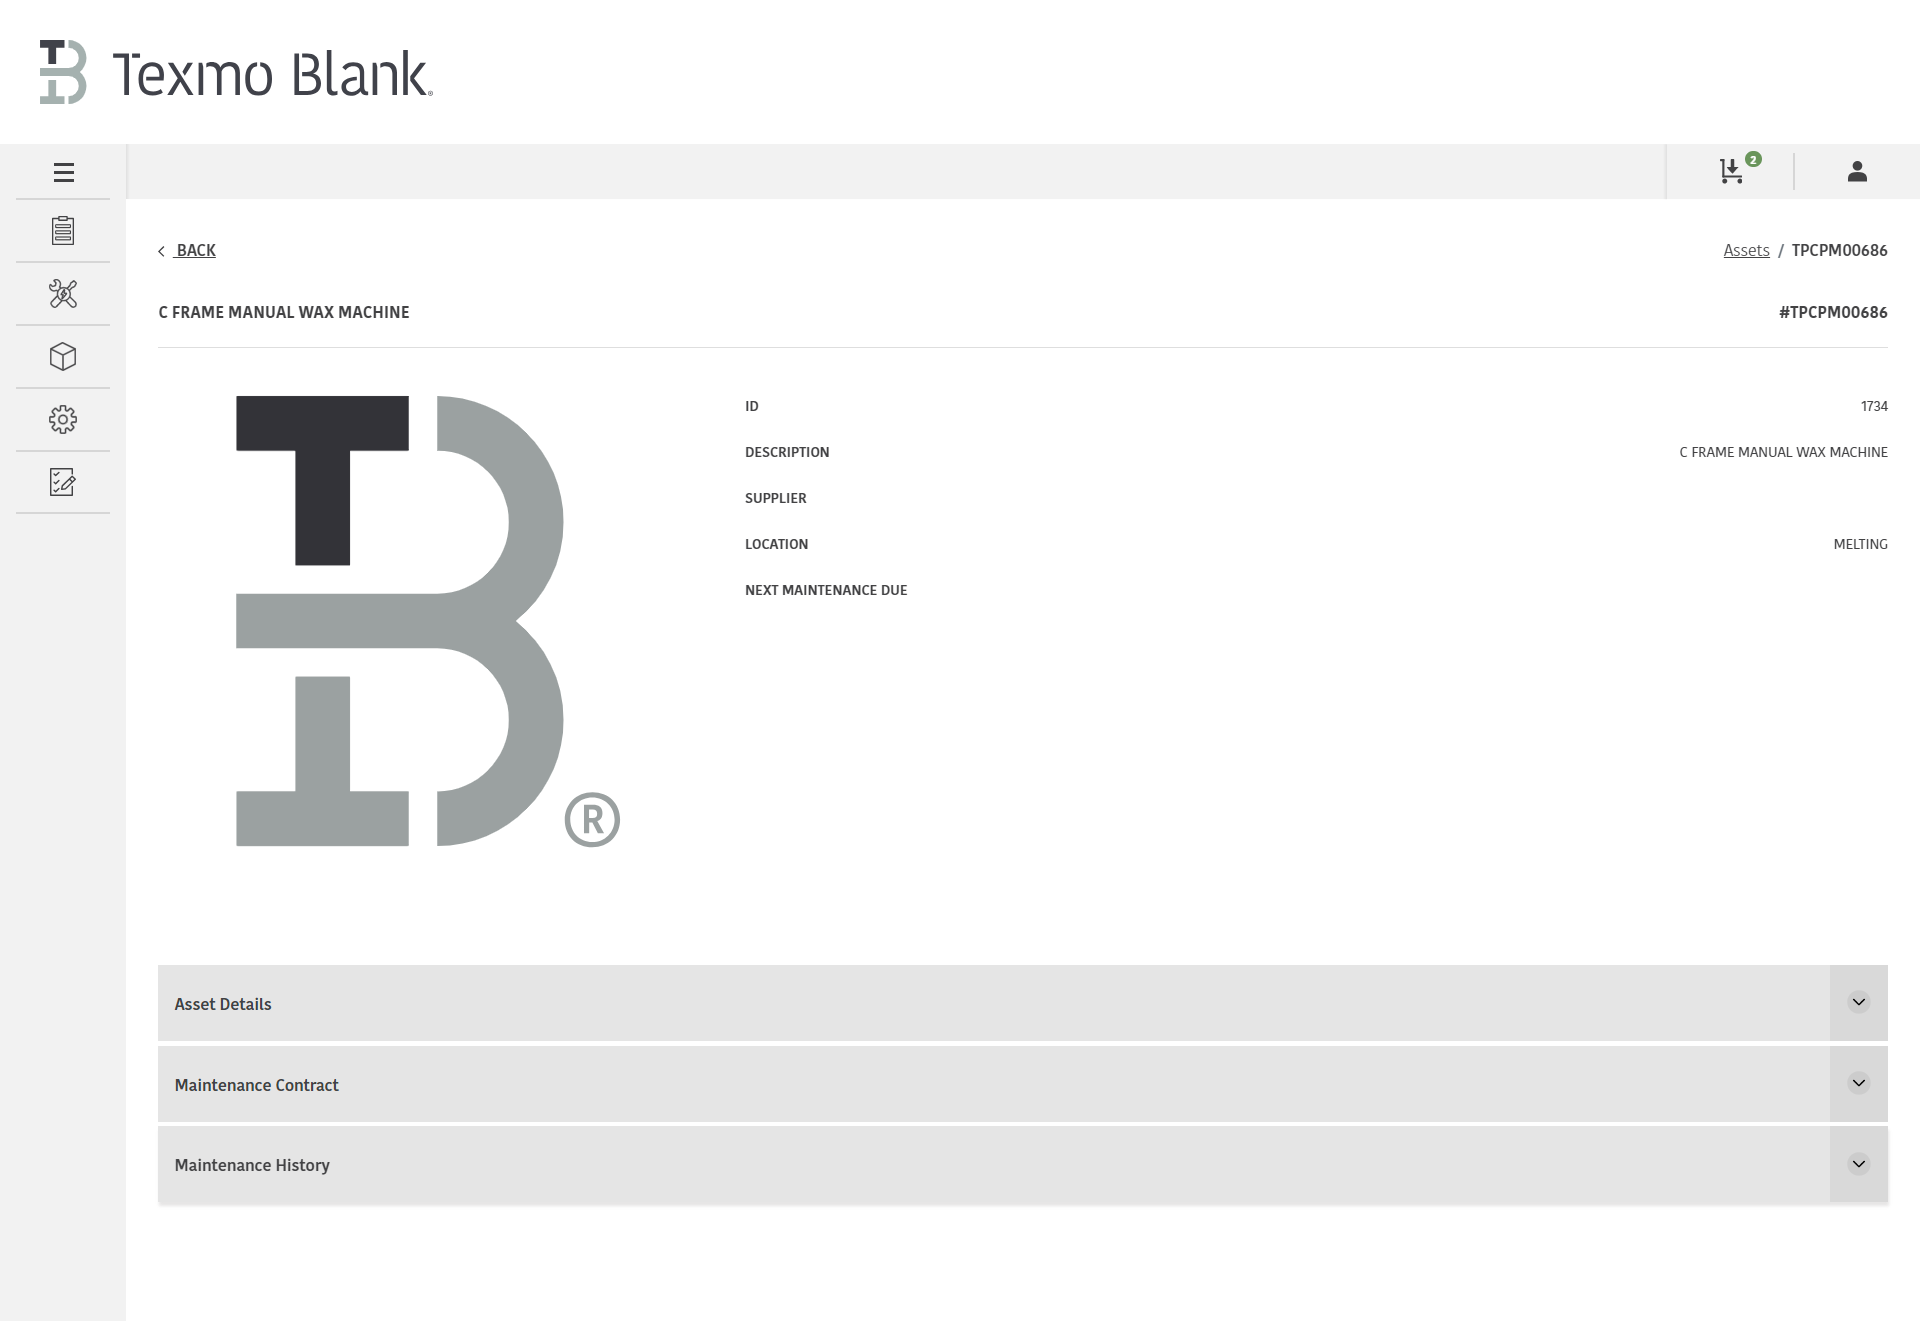 Texmo Blank®
2
BACK
Assets / TPCPM00686
C FRAME MANUAL WAX MACHINE
#TPCPM00686
ID
1734
DESCRIPTION
C FRAME MANUAL WAX MACHINE
SUPPLIER
LOCATION
MELTING
NEXT MAINTENANCE DUE
®
Asset Details
Maintenance Contract
Maintenance History